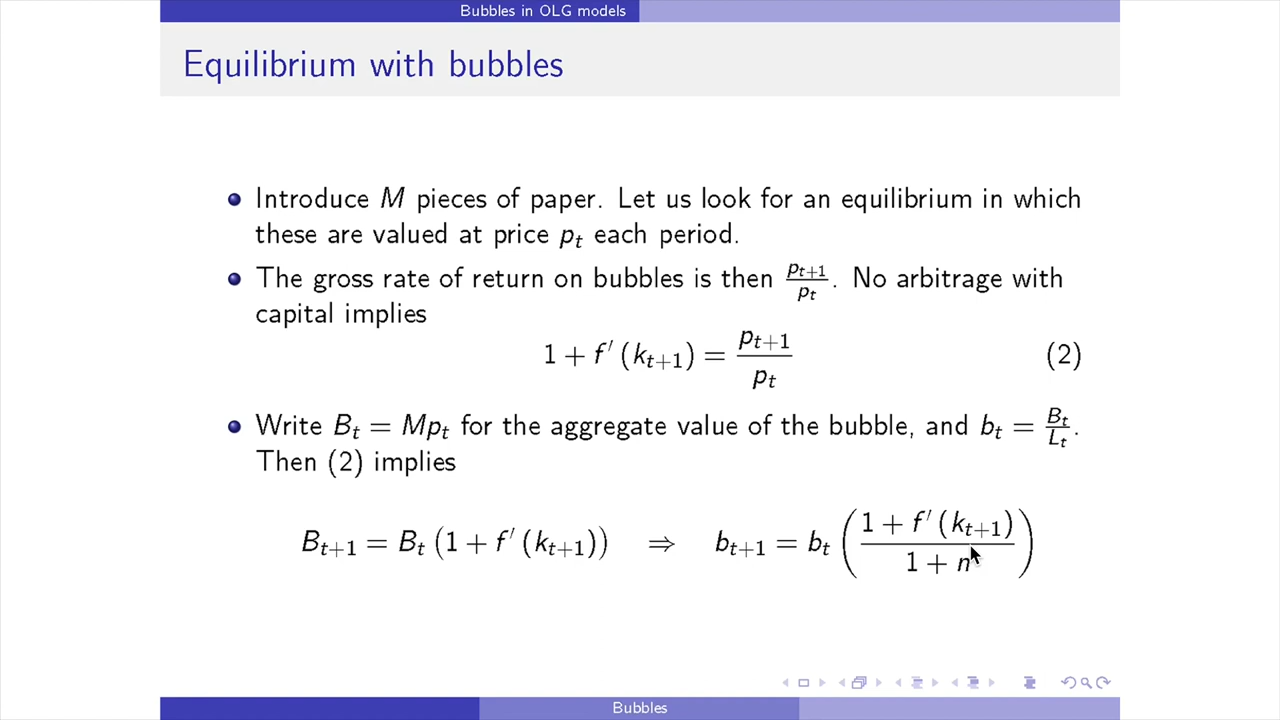 Bubbles in OLG models
Equilibrium with bubbles
Introduce M pieces of paper. Let us look for an equilibrium in which
these are valued at price p_t each period.
The gross rate of return on bubbles is then \frac{p_{t+1}}{p_t}. No arbitrage with
capital implies
1 + f′(k_{t+1}) = \frac{p_{t+1}}{p_t} (2)
Write B_t = Mp_t for the aggregate value of the bubble, and b_t = \frac{B_t}{L_t}.
Then (2) implies
B_{t+1} = B_t (1 + f′(k_{t+1})) ⇒ b_{t+1} = b_t (\frac{1 + f′(k_{t+1})}{1 + n})
Bubbles